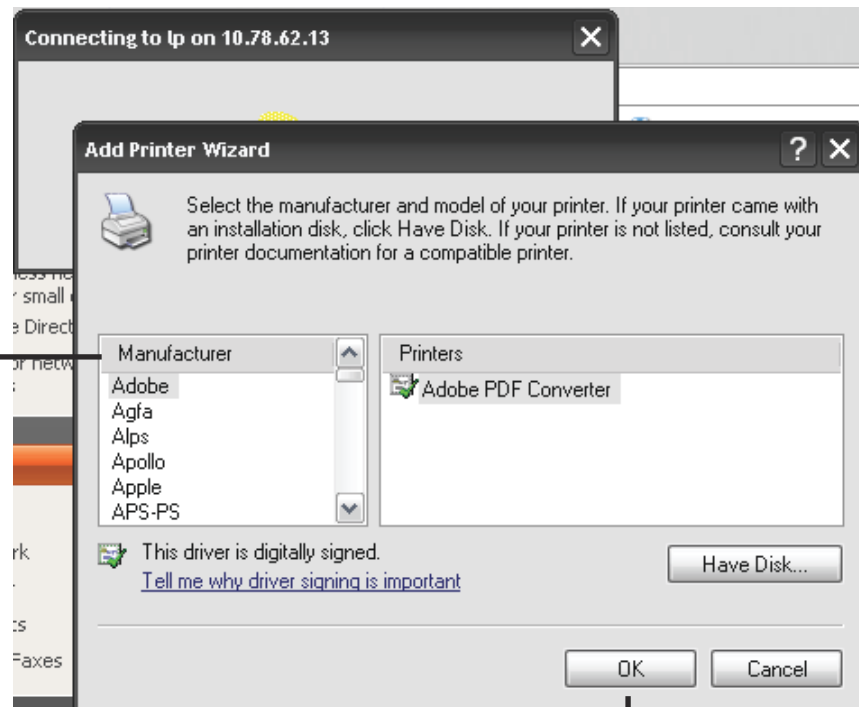 Connecting to lp on 10.78.62.13
Add Printer Wizard
Select the manufacturer and model of your printer. If your printer came with
an installation disk, click Have Disk. If your printer is not listed, consult your
printer documentation for a compatible printer.
small
Direct
Manufacturer
Printers
Adobe
Adobe PDF Converter
Agfa
Alps
Apollo
Apple
APS-PS
This driver is digitally signed.
Tell me why driver signing is important
Have Disk...
Faxes
OK
Cancel